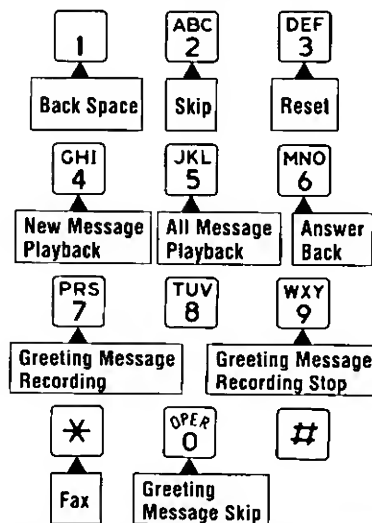 1
ABC
2
DEF
3
Back Space
Skip
Reset
GHI
4
JKL
5
MNO
6
New Message
Playback
All Message
Playback
Answer
Back
PRS
7
TUV
8
WXY
9
Greeting Message
Recording
Greeting Message
Recording Stop
*
OPER
0
#
Fax
Greeting
Message Skip